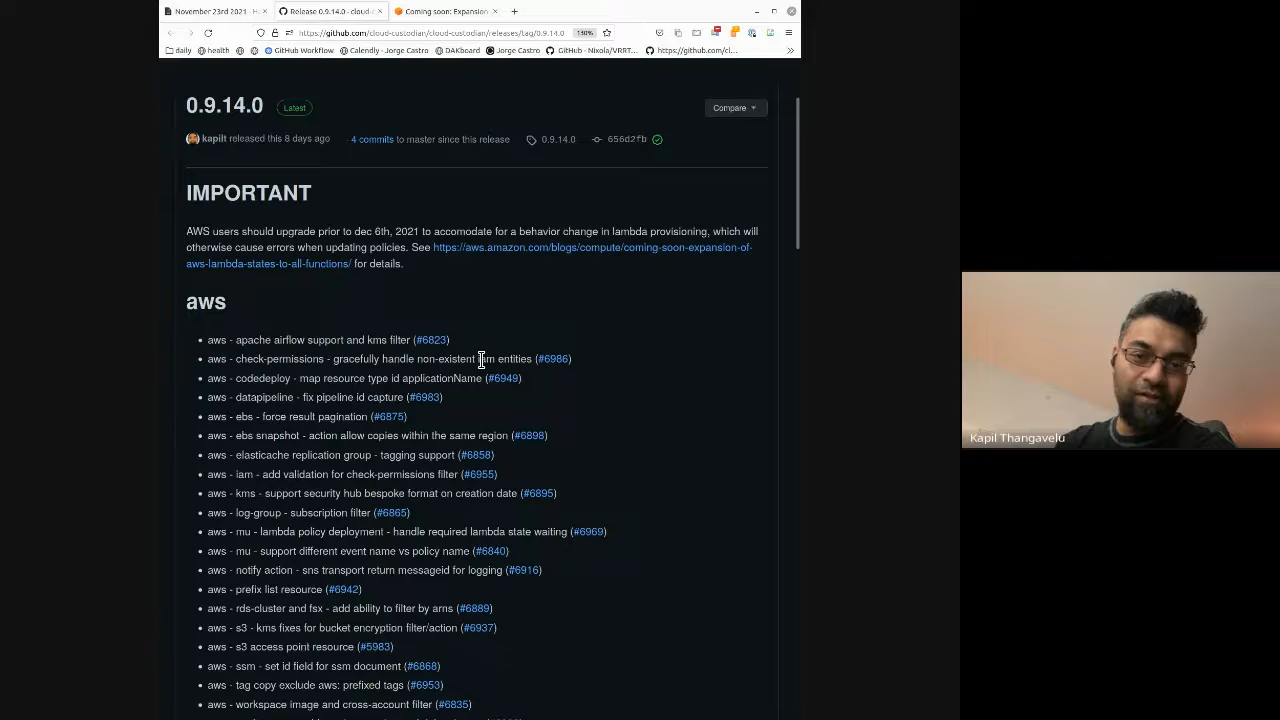 November 23rd 2021 - H
Release 0.9.14.0 · cloud-c
Coming soon: Expansion
https://github.com/cloud-custodian/cloud-custodian/releases/tag/0.9.14.0
130%
daily
health
GitHub Workflow
Calendly - Jorge Castro
DAKboard
Jorge Castro
GitHub - Nixola/VRRT…
https://github.com/cl…
0.9.14.0
Latest
Compare
kapilt released this 8 days ago
4 commits to master since this release
0.9.14.0
656d2fb
IMPORTANT
AWS users should upgrade prior to dec 6th, 2021 to accomodate for a behavior change in lambda provisioning, which will
otherwise cause errors when updating policies. See https://aws.amazon.com/blogs/compute/coming-soon-expansion-of-
aws-lambda-states-to-all-functions/ for details.
aws
• aws - apache airflow support and kms filter (#6823)
• aws - check-permissions - gracefully handle non-existent iam entities (#6986)
• aws - codedeploy - map resource type id applicationName (#6949)
• aws - datapipeline - fix pipeline id capture (#6983)
• aws - ebs - force result pagination (#6875)
• aws - ebs snapshot - action allow copies within the same region (#6898)
• aws - elasticache replication group - tagging support (#6858)
• aws - iam - add validation for check-permissions filter (#6955)
• aws - kms - support security hub bespoke format on creation date (#6895)
• aws - log-group - subscription filter (#6865)
• aws - mu - lambda policy deployment - handle required lambda state waiting (#6969)
• aws - mu - support different event name vs policy name (#6840)
• aws - notify action - sns transport return messageid for logging (#6916)
• aws - prefix list resource (#6942)
• aws - rds-cluster and fsx - add ability to filter by arns (#6889)
• aws - s3 - kms fixes for bucket encryption filter/action (#6937)
• aws - s3 access point resource (#5983)
• aws - ssm - set id field for ssm document (#6868)
• aws - tag copy exclude aws: prefixed tags (#6953)
• aws - workspace image and cross-account filter (#6835)
Kapil Thangavelu